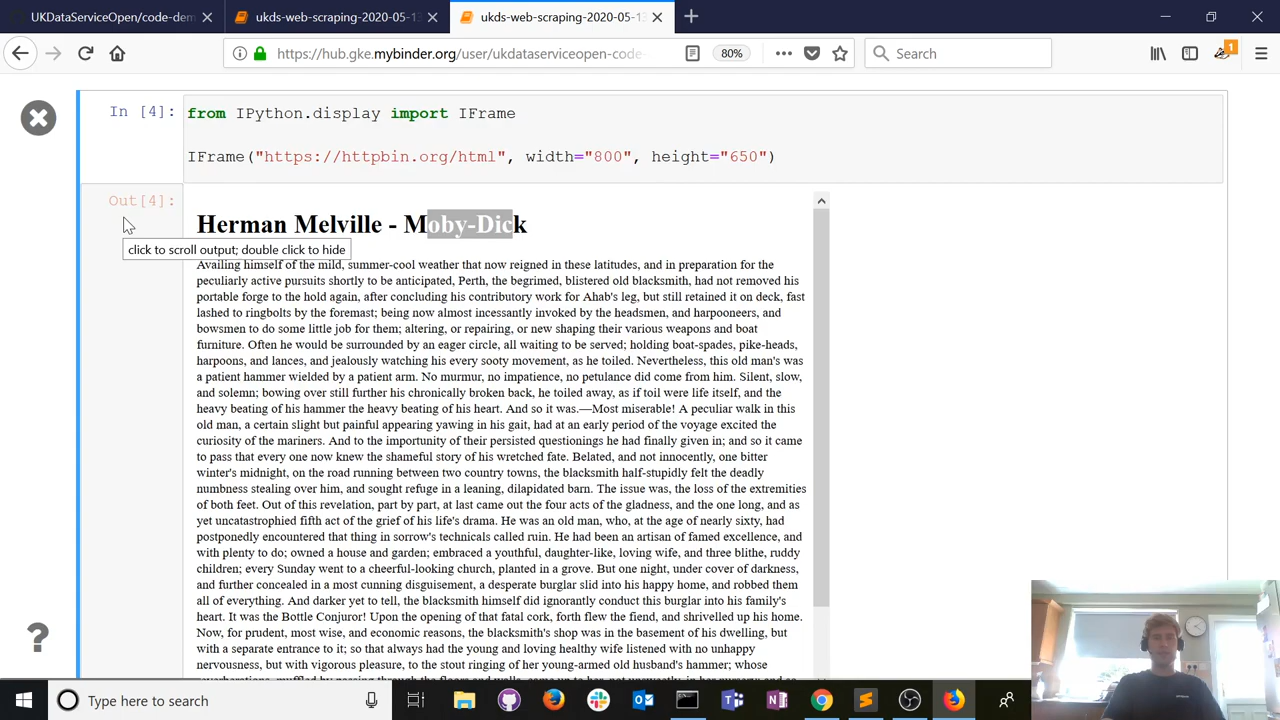 UKDataServiceOpen/code-dem
ukds-web-scraping-2020-05-13
ukds-web-scraping-2020-05-13
https://hub.gke.mybinder.org/user/ukdataserviceopen-code-
80%
Search
1
In [4]:
from IPython.display import IFrame
IFrame("https://httpbin.org/html", width="800", height="650")
Out[4]:
Herman Melville - Moby-Dick
click to scroll output; double click to hide
Availing himself of the mild, summer-cool weather that now reigned in these latitudes, and in preparation for the
peculiarly active pursuits shortly to be anticipated, Perth, the begrimed, blistered old blacksmith, had not removed his
portable forge to the hold again, after concluding his contributory work for Ahab's leg, but still retained it on deck, fast
lashed to ringbolts by the foremast; being now almost incessantly invoked by the headsmen, and harpooneers, and
bowsmen to do some little job for them; altering, or repairing, or new shaping their various weapons and boat
furniture. Often he would be surrounded by an eager circle, all waiting to be served; holding boat-spades, pike-heads,
harpoons, and lances, and jealously watching his every sooty movement, as he toiled. Nevertheless, this old man's was
a patient hammer wielded by a patient arm. No murmur, no impatience, no petulance did come from him. Silent, slow,
and solemn; bowing over still further his chronically broken back, he toiled away, as if toil were life itself, and the
heavy beating of his hammer the heavy beating of his heart. And so it was.—Most miserable! A peculiar walk in this
old man, a certain slight but painful appearing yawing in his gait, had at an early period of the voyage excited the
curiosity of the mariners. And to the importunity of their persisted questionings he had finally given in; and so it came
to pass that every one now knew the shameful story of his wretched fate. Belated, and not innocently, one bitter
winter's midnight, on the road running between two country towns, the blacksmith half-stupidly felt the deadly
numbness stealing over him, and sought refuge in a leaning, dilapidated barn. The issue was, the loss of the extremities
of both feet. Out of this revelation, part by part, at last came out the four acts of the gladness, and the one long, and as
yet uncatastrophied fifth act of the grief of his life's drama. He was an old man, who, at the age of nearly sixty, had
postponedly encountered that thing in sorrow's technicals called ruin. He had been an artisan of famed excellence, and
with plenty to do; owned a house and garden; embraced a youthful, daughter-like, loving wife, and three blithe, ruddy
children; every Sunday went to a cheerful-looking church, planted in a grove. But one night, under cover of darkness,
and further concealed in a most cunning disguisement, a desperate burglar slid into his happy home, and robbed them
all of everything. And darker yet to tell, the blacksmith himself did ignorantly conduct this burglar into his family's
heart. It was the Bottle Conjuror! Upon the opening of that fatal cork, forth flew the fiend, and shrivelled up his home.
Now, for prudent, most wise, and economic reasons, the blacksmith's shop was in the basement of his dwelling, but
with a separate entrance to it; so that always had the young and loving healthy wife listened with no unhappy
nervousness, but with vigorous pleasure, to the stout ringing of her young-armed old husband's hammer; whose
Type here to search